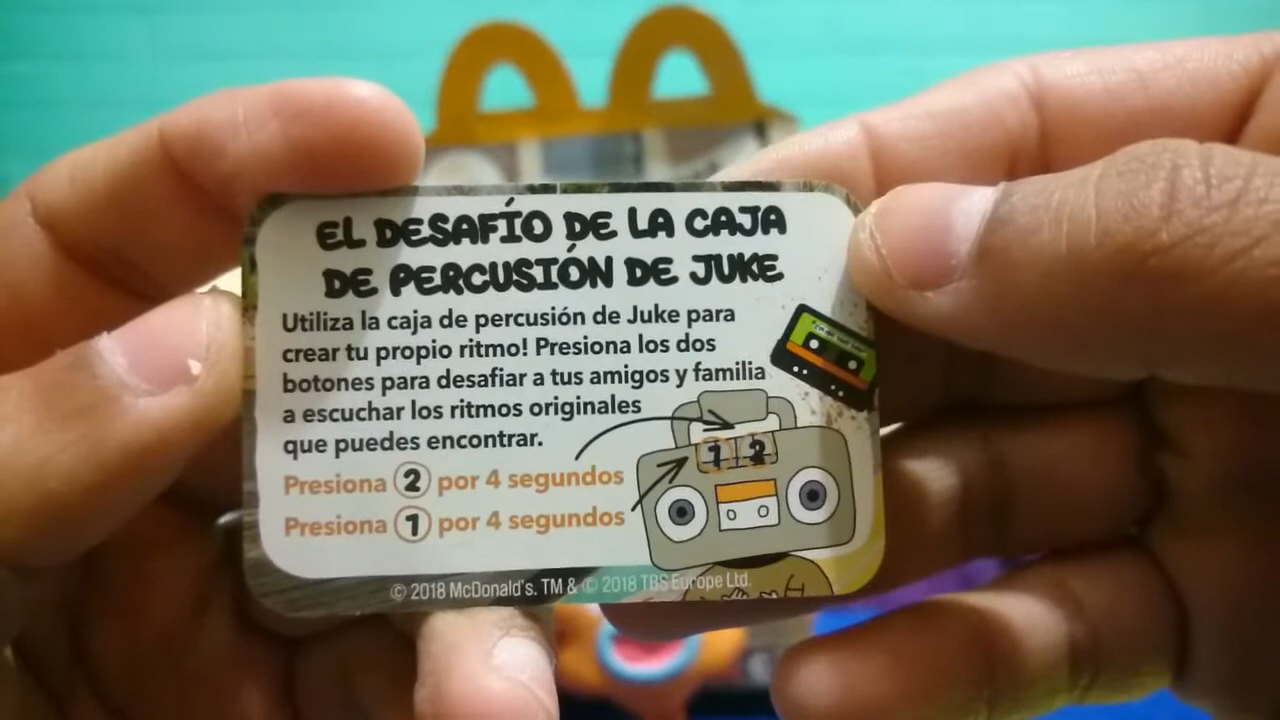 EL DESAFÍO DE LA CAJA
DE PERCUSIÓN DE JUKE
Utiliza la caja de percusión de Juke para
crear tu propio ritmo! Presiona los dos
botones para desafiar a tus amigos y familia
a escuchar los ritmos originales
que puedes encontrar.
Presiona 2 por 4 segundos
Presiona 1 por 4 segundos
1 2
© 2018 McDonald's. TM & © 2018 TBS Europe Ltd.